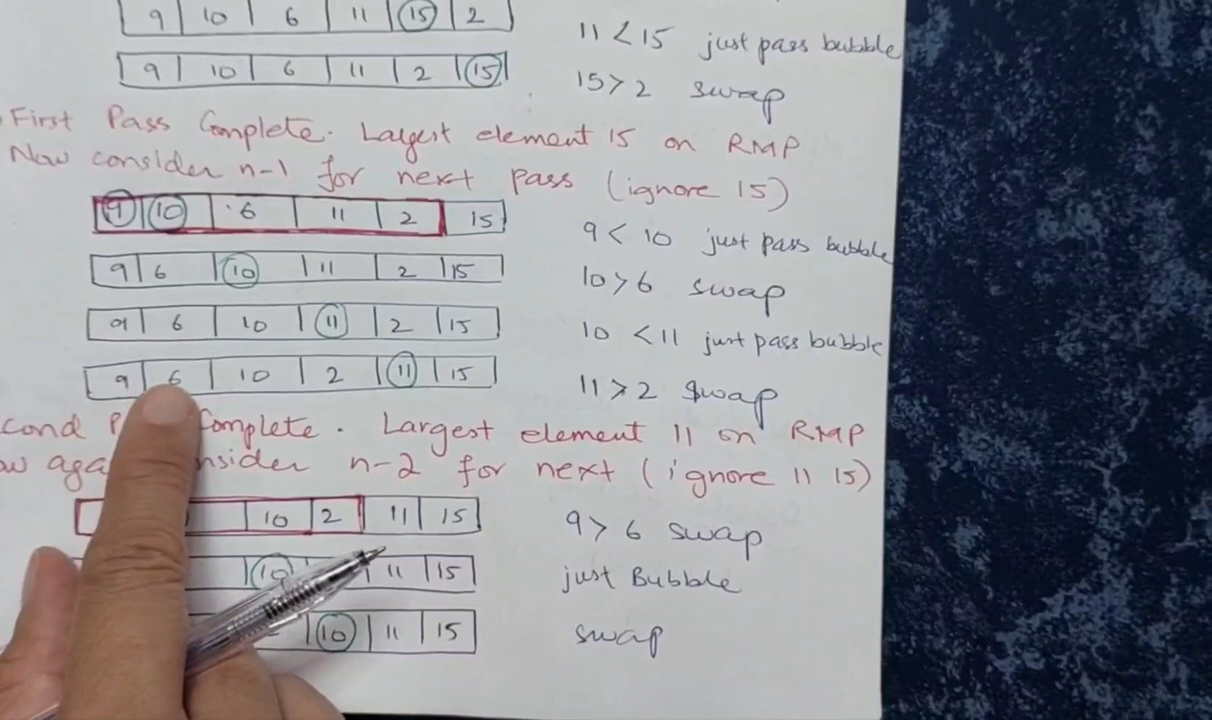 9 10 6 11 15 2
11 < 15 just pass bubble
9 10 6 11 2 15
15 > 2 swap
First Pass Complete. Largest element 15 on RMP
Now consider n-1 for next pass (ignore 15)
9 10 6 11 2 15
9 < 10 just pass bubble
9 6 10 11 2 15
10 > 6 swap
9 6 10 11 2 15
10 < 11 just pass bubble
9 6 10 2 11 15
11 > 2 swap
cond P Complete. Largest element 11 on RMP
w aga nsider n-2 for next (ignore 11 15)
10 2 11 15
9 > 6 swap
10 11 15
just Bubble
10 11 15
swap